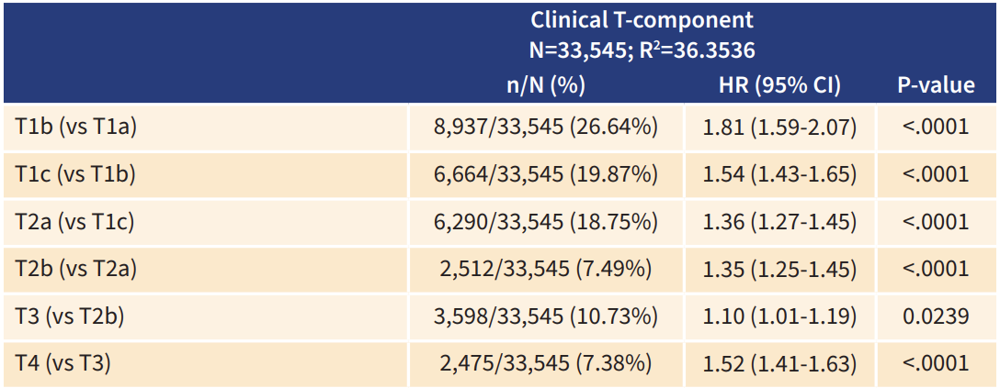 Clinical T-component
N=33,545; R²=36.3536
n/N (%) HR (95% CI) P-value
T1b (vs T1a) 8,937/33,545 (26.64%) 1.81 (1.59-2.07) <.0001
T1c (vs T1b) 6,664/33,545 (19.87%) 1.54 (1.43-1.65) <.0001
T2a (vs T1c) 6,290/33,545 (18.75%) 1.36 (1.27-1.45) <.0001
T2b (vs T2a) 2,512/33,545 (7.49%) 1.35 (1.25-1.45) <.0001
T3 (vs T2b) 3,598/33,545 (10.73%) 1.10 (1.01-1.19) 0.0239
T4 (vs T3) 2,475/33,545 (7.38%) 1.52 (1.41-1.63) <.0001